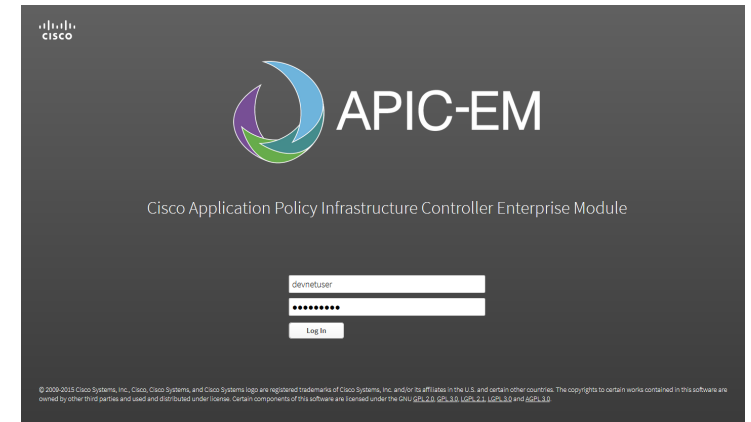 CISCO
APIC-EM
Cisco Application Policy Infrastructure Controller Enterprise Module
devnetuser
•••••••••
Log In
© 2009-2015 Cisco Systems, Inc., Cisco, Cisco Systems, and Cisco Systems logo are registered trademarks of Cisco Systems, Inc. and/or its affiliates in the U.S. and certain other countries. The copyrights to certain works contained in this software are
owned by other third parties and used and distributed under license. Certain components of this software are licensed under the GNU GPL 2.0, GPL 3.0, LGPL 2.1, LGPL 3.0 and AGPL 3.0.